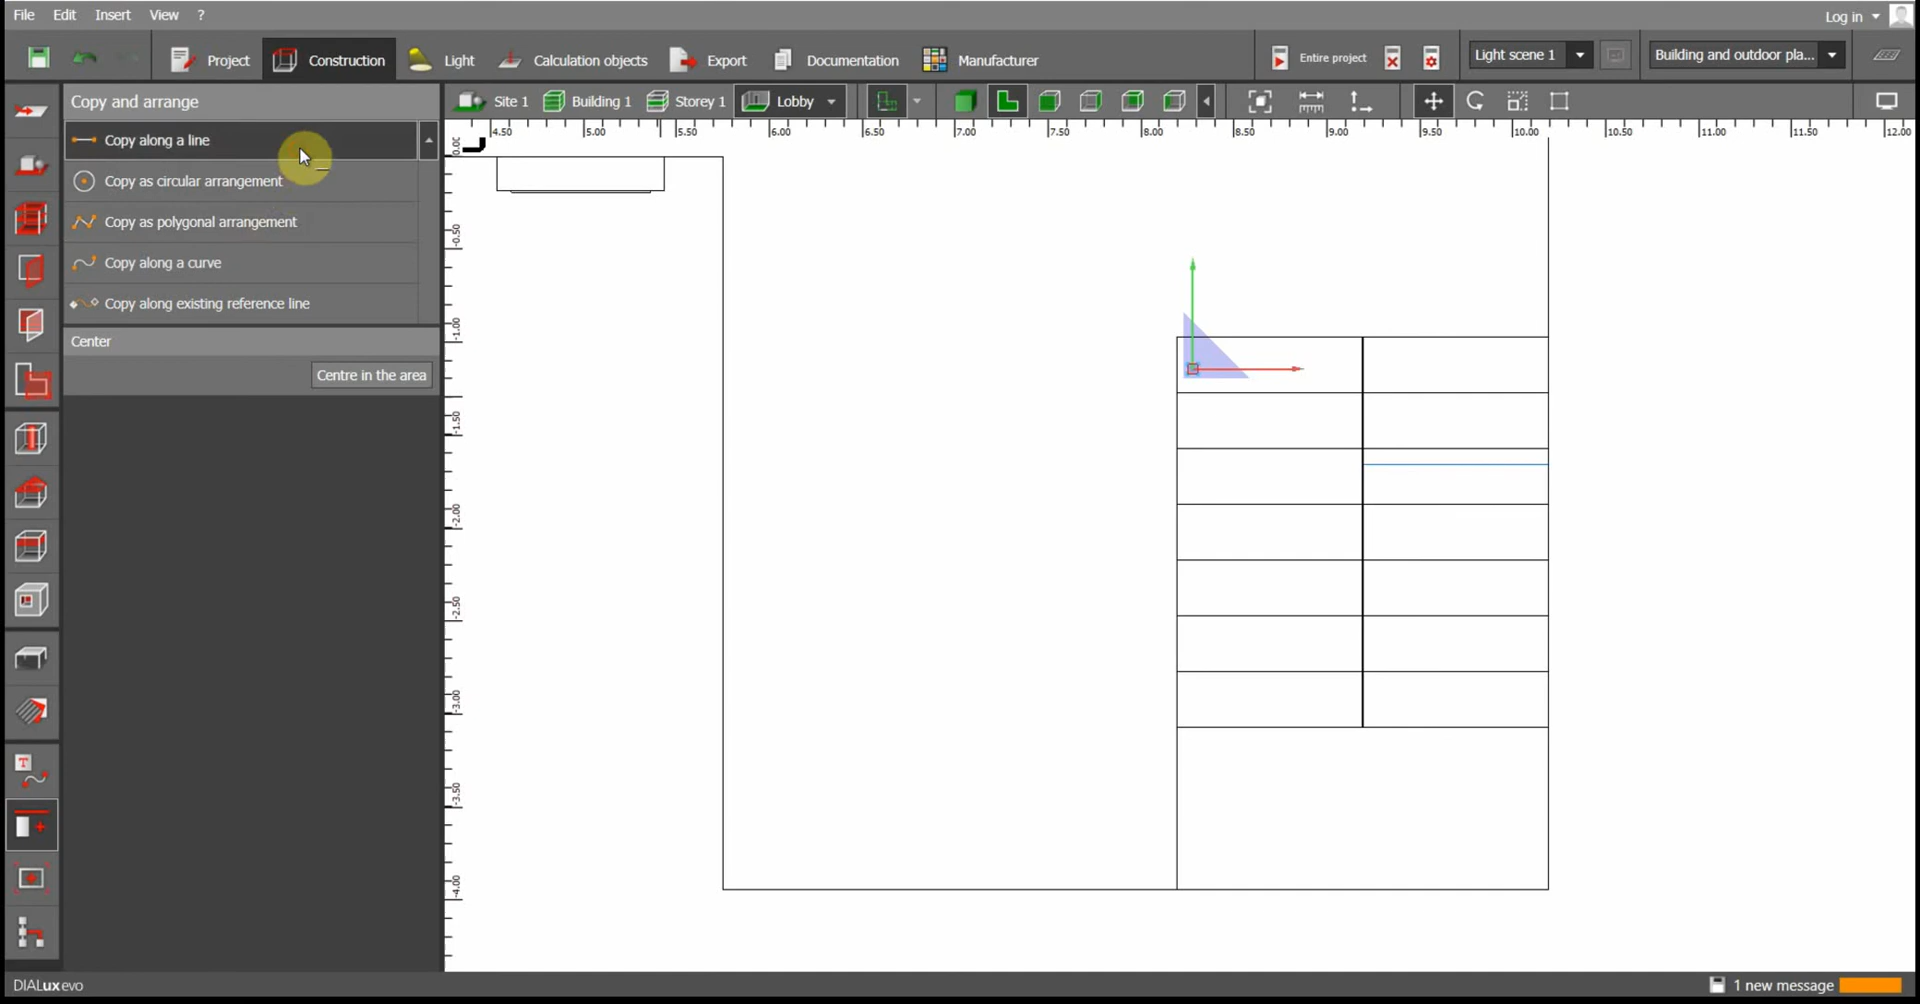 File Edit Insert View ? Log in
Project Construction Light Calculation objects Export Documentation Manufacturer Entire project Light scene 1 Building and outdoor pla...
Copy and arrange Site 1 Building 1 Storey 1 Lobby
4.50 5.00 5.50 6.00 6.50 7.00 7.50 8.00 8.50 9.00 9.50 10.00 10.50 11.00 11.50 12.00
Copy along a line
Copy as circular arrangement
Copy as polygonal arrangement
Copy along a curve
Copy along existing reference line
Center
Centre in the area
-0.50
-1.00
-1.50
-2.00
-2.50
-3.00
-3.50
-4.00
T
DIALux evo 1 new message